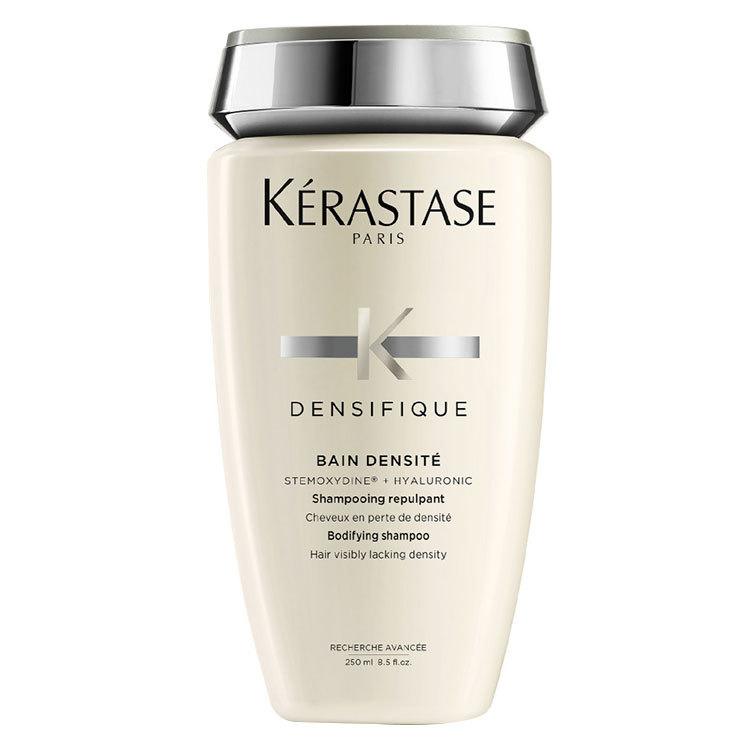 KÉRASTASE
PARIS
K
DENSIFIQUE
BAIN DENSITÉ
STEMOXYDINE® + HYALURONIC
Shampooing repulpant
Cheveux en perte de densité
Bodifying shampoo
Hair visibly lacking density
RECHERCHE AVANCÉE
250 ml 8.5 fl.oz.